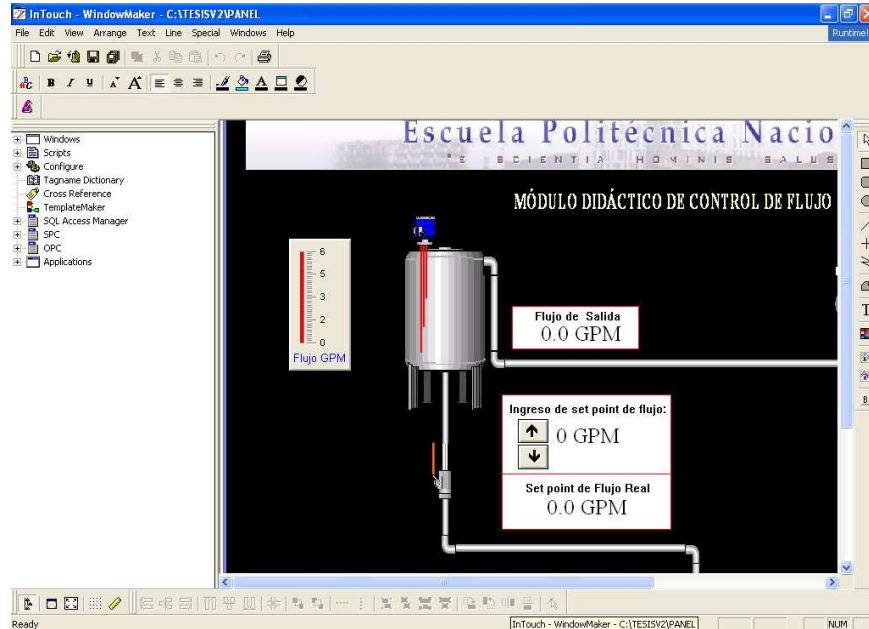 InTouch - WindowMaker - C:\TESISV2\PANEL
File Edit View Arrange Text Line Special Windows Help
Runtime!
B I U A A A
Windows
Scripts
Configure
Tagname Dictionary
Cross Reference
TemplateMaker
SQL Access Manager
SPC
OPC
Applications
Escuela Politécnica Nacio
E SCIENTIA HOMINIS SALUS
MÓDULO DIDÁCTICO DE CONTROL DE FLUJO
6
5
3
2
0
Flujo GPM
Flujo de Salida
0.0 GPM
Ingreso de set point de flujo:
0 GPM
Set point de Flujo Real
0.0 GPM
T
B
Ready
InTouch - WindowMaker - C:\TESISV2\PANEL
NUM